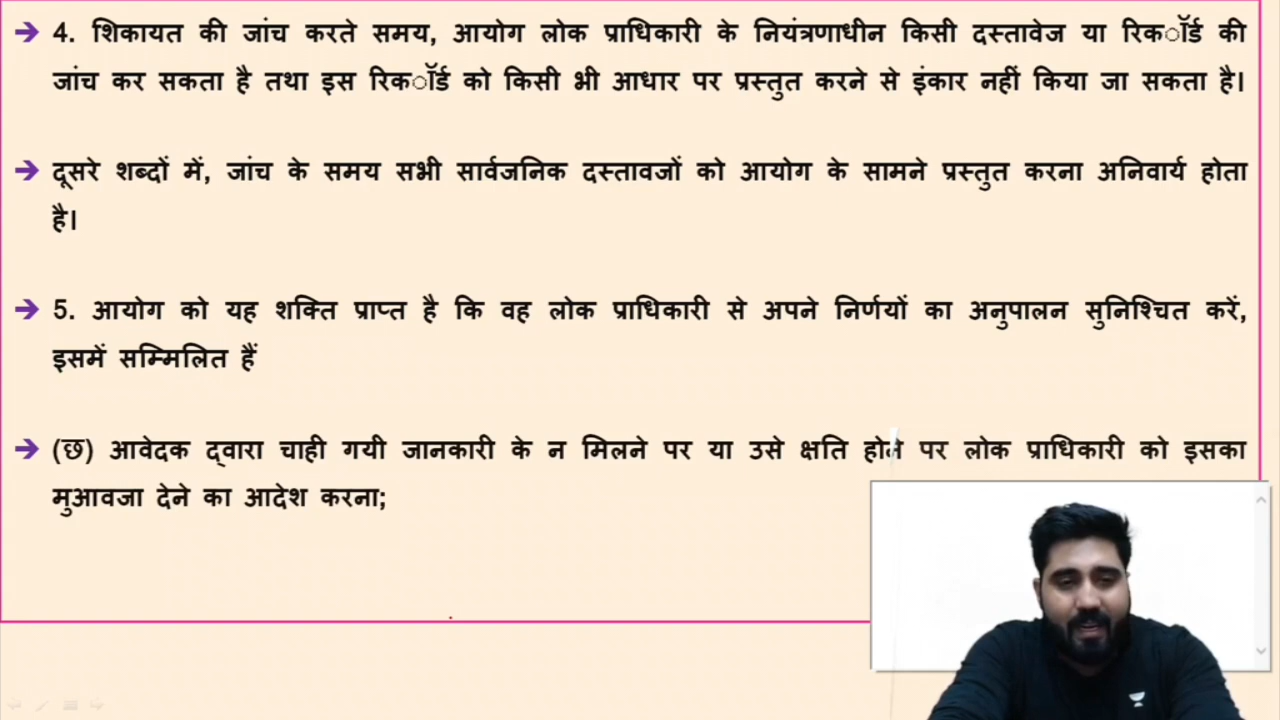 → 4. शिकायत की जांच करते समय, आयोग लोक प्राधिकारी के नियंत्रणाधीन किसी दस्तावेज या रिकॉर्ड की
जांच कर सकता है तथा इस रिकॉर्ड को किसी भी आधार पर प्रस्तुत करने से इंकार नहीं किया जा सकता है।
→ दूसरे शब्दों में, जांच के समय सभी सार्वजनिक दस्तावजों को आयोग के सामने प्रस्तुत करना अनिवार्य होता
है।
→ 5. आयोग को यह शक्ति प्राप्त है कि वह लोक प्राधिकारी से अपने निर्णयों का अनुपालन सुनिश्चित करें,
इसमें सम्मिलित हैं
→ (छ) आवेदक द्वारा चाही गयी जानकारी के न मिलने पर या उसे क्षति होने पर लोक प्राधिकारी को इसका
मुआवजा देने का आदेश करना;